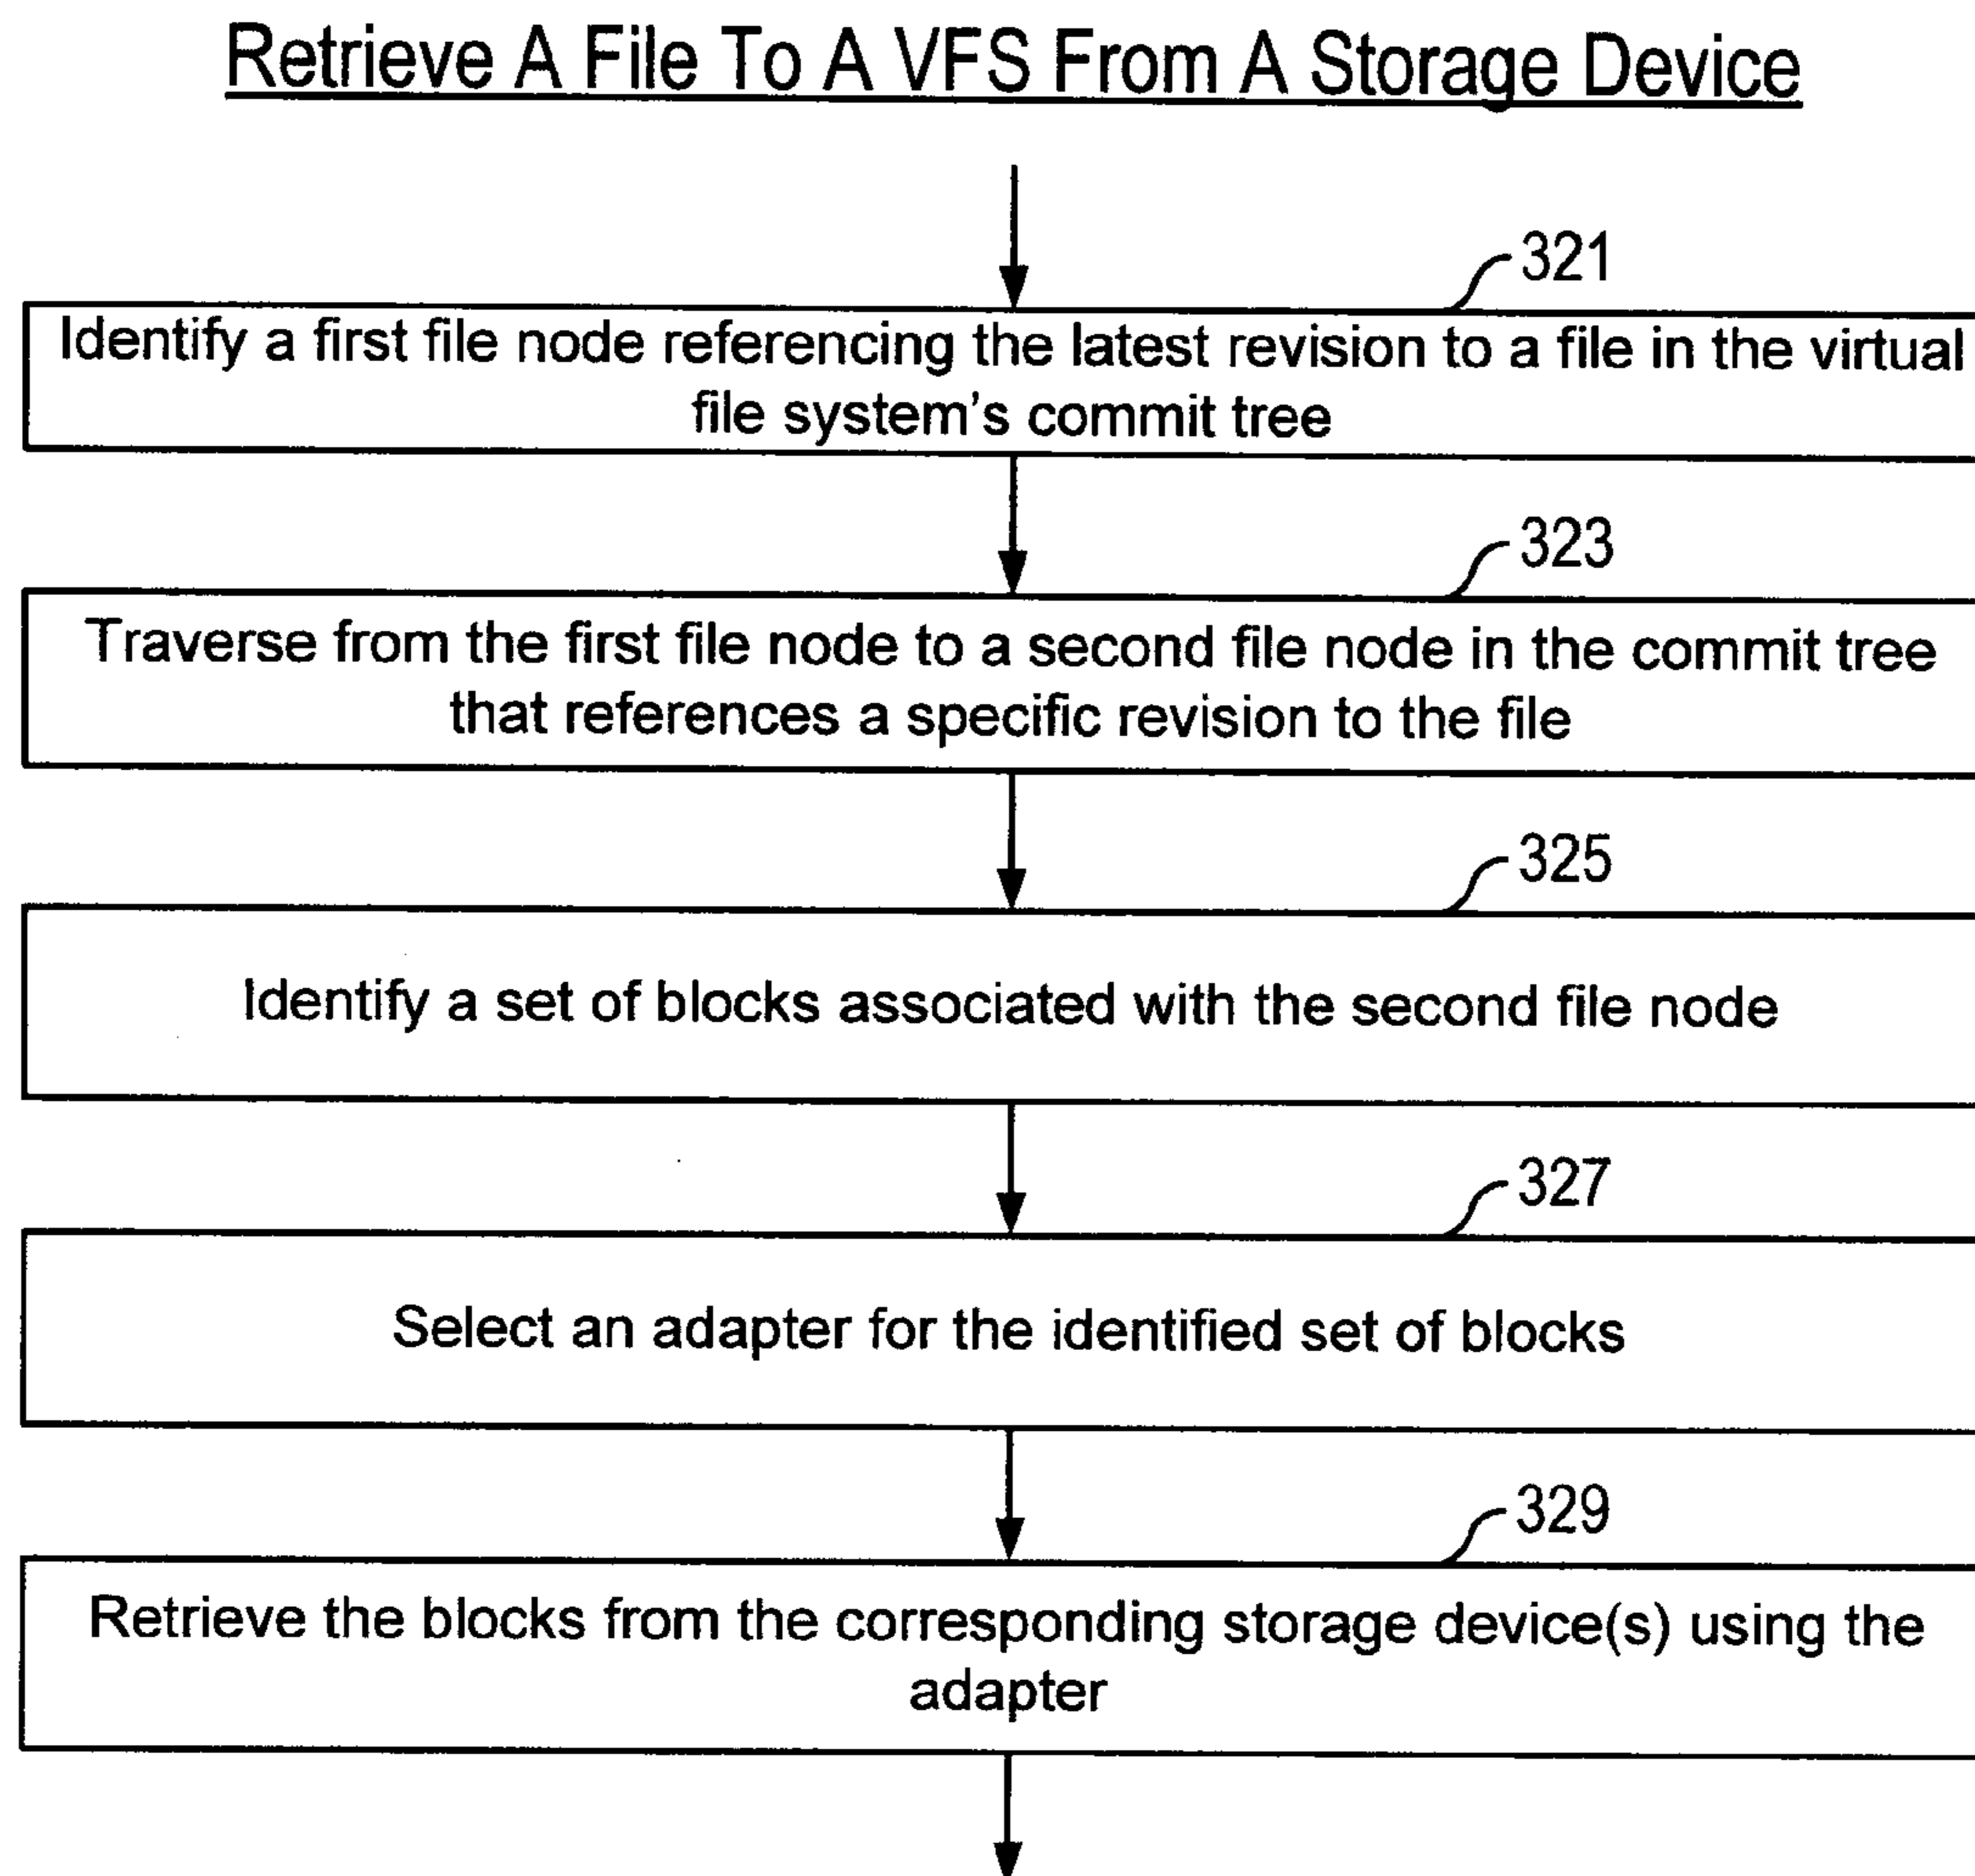 Retrieve A File To A VFS From A Storage Device
321
Identify a first file node referencing the latest revision to a file in the virtual
file system's commit tree
323
Traverse from the first file node to a second file node in the commit tree
that references a specific revision to the file
325
Identify a set of blocks associated with the second file node
327
Select an adapter for the identified set of blocks
329
Retrieve the blocks from the corresponding storage device(s) using the
adapter